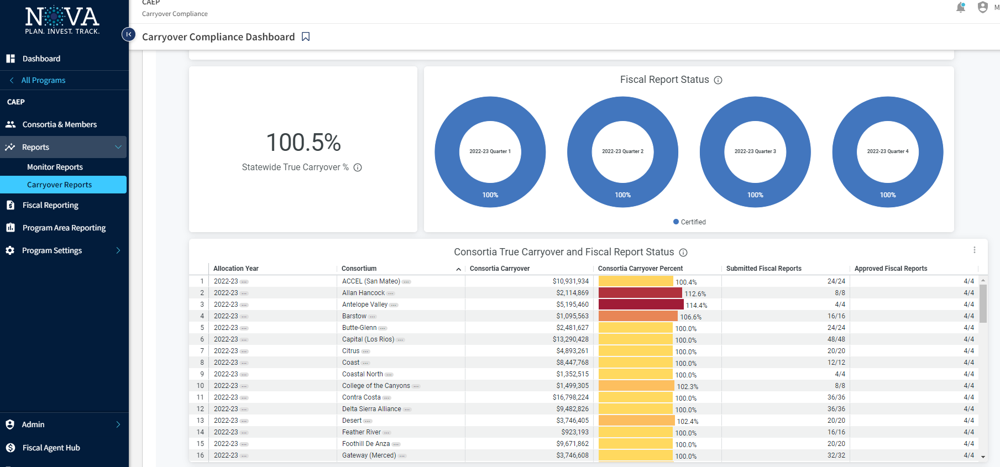 NOVA
PLAN. INVEST. TRACK.
Dashboard
All Programs
CAEP
Consortia & Members
Reports
Monitor Reports
Carryover Reports
Fiscal Reporting
Program Area Reporting
Program Settings
Admin
Fiscal Agent Hub
CAEP
Carryover Compliance
M
Carryover Compliance Dashboard
100.5%
Statewide True Carryover %
Fiscal Report Status
2022-23 Quarter 1
100%
2022-23 Quarter 2
100%
2022-23 Quarter 3
100%
2022-23 Quarter 4
100%
Certified
Consortia True Carryover and Fiscal Report Status
Allocation Year Consortium Consortia Carryover Consortia Carryover Percent Submitted Fiscal Reports Approved Fiscal Reports
1 2022-23 ACCEL (San Mateo) $10,931,934 100.4% 24/24 4/4
2 2022-23 Allan Hancock $2,114,869 112.6% 8/8 4/4
3 2022-23 Antelope Valley $5,195,460 114.4% 4/4 4/4
4 2022-23 Barstow $1,095,563 106.6% 16/16 4/4
5 2022-23 Butte-Glenn $2,481,627 100.0% 24/24 4/4
6 2022-23 Capital (Los Rios) $13,290,428 100.0% 48/48 4/4
7 2022-23 Citrus $4,893,261 100.0% 20/20 4/4
8 2022-23 Coast $8,447,768 100.0% 12/12 4/4
9 2022-23 Coastal North $1,352,515 100.0% 4/4 4/4
10 2022-23 College of the Canyons $1,499,305 102.3% 8/8 4/4
11 2022-23 Contra Costa $16,798,224 100.0% 36/36 4/4
12 2022-23 Delta Sierra Alliance $9,482,826 100.0% 36/36 4/4
13 2022-23 Desert $3,746,405 102.4% 20/20 4/4
14 2022-23 Feather River $923,193 100.0% 16/16 4/4
15 2022-23 Foothill De Anza $9,671,862 100.0% 20/20 4/4
16 2022-23 Gateway (Merced) $3,746,608 100.0% 32/32 4/4